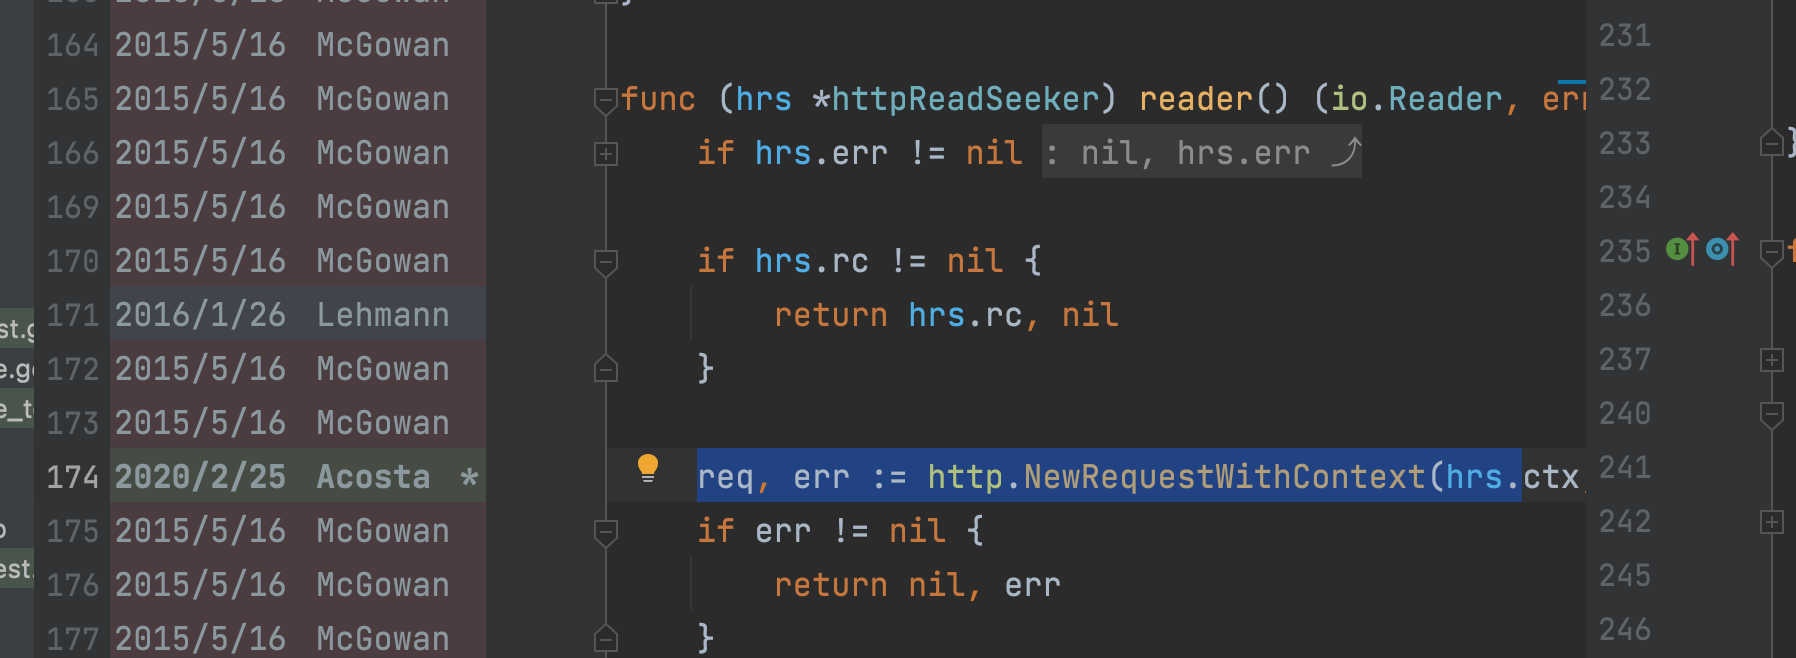 164 2015/5/16 McGowan
165 2015/5/16 McGowan func (hrs *httpReadSeeker) reader() (io.Reader,
166 2015/5/16 McGowan if hrs.err != nil : nil, hrs.err
169 2015/5/16 McGowan
170 2015/5/16 McGowan if hrs.rc != nil {
171 2016/1/26 Lehmann return hrs.rc, nil
172 2015/5/16 McGowan }
173 2015/5/16 McGowan
174 2020/2/25 Acosta * req, err := http.NewRequestWithContext(hrs.ctx,
175 2015/5/16 McGowan if err != nil {
176 2015/5/16 McGowan return nil, err
177 2015/5/16 McGowan }
231
232
233 }
234
235
236
237
240
241
242
245
246